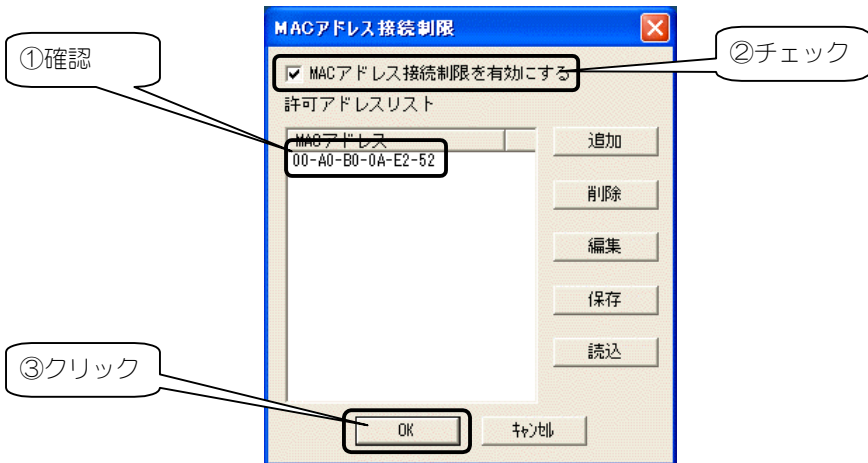 MACアドレス接続制限
①確認
②チェック
MACアドレス接続制限を有効にする
許可アドレスリスト
MACアドレス
追加
00-A0-B0-0A-E2-52
削除
編集
保存
読込
③クリック
OK
キャンセル